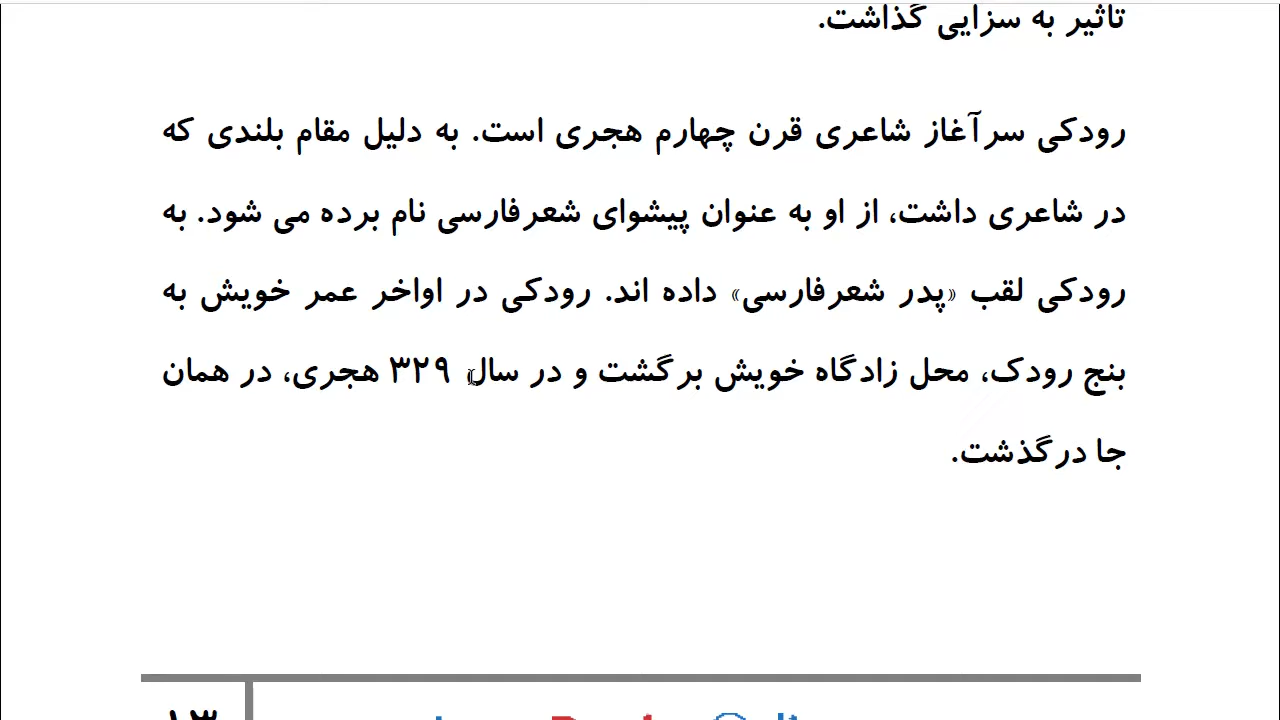 تاثیر به سزایی گذاشت.
رودکی سرآغاز شاعری قرن چهارم هجری است. به دلیل مقام بلندی که
در شاعری داشت، از او به عنوان پیشوای شعرفارسی نام برده می شود. به
رودکی لقب «پدر شعرفارسی» داده اند. رودکی در اواخر عمر خویش به
بنج رودک، محل زادگاه خویش برگشت و در سال ۳۲۹ هجری، در همان
جا درگذشت.
۱۳